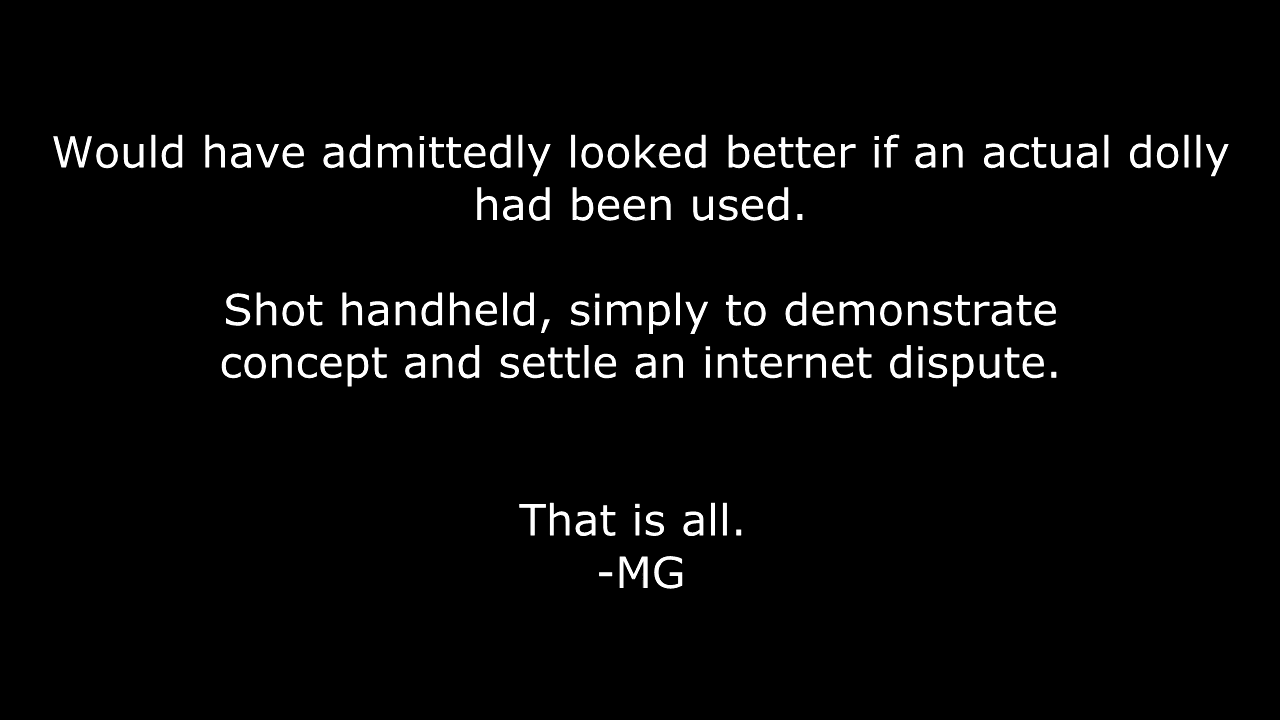 Would have admittedly looked better if an actual dolly
had been used.
Shot handheld, simply to demonstrate
concept and settle an internet dispute.
That is all.
-MG